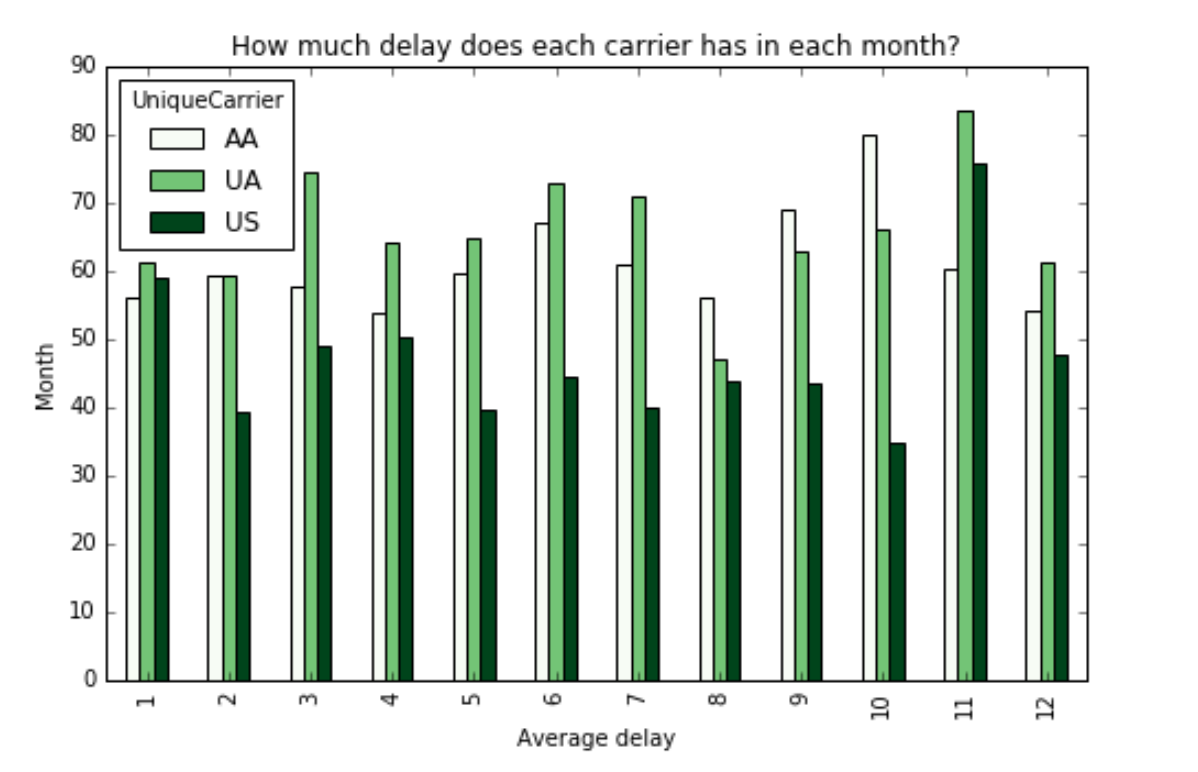 How much delay does each carrier has in each month?
90
80
70
60
50
40
30
20
10
0
Month
UniqueCarrier
AA
UA
US
1 2 3 4 5 6 7 8 9 10 11 12
Average delay